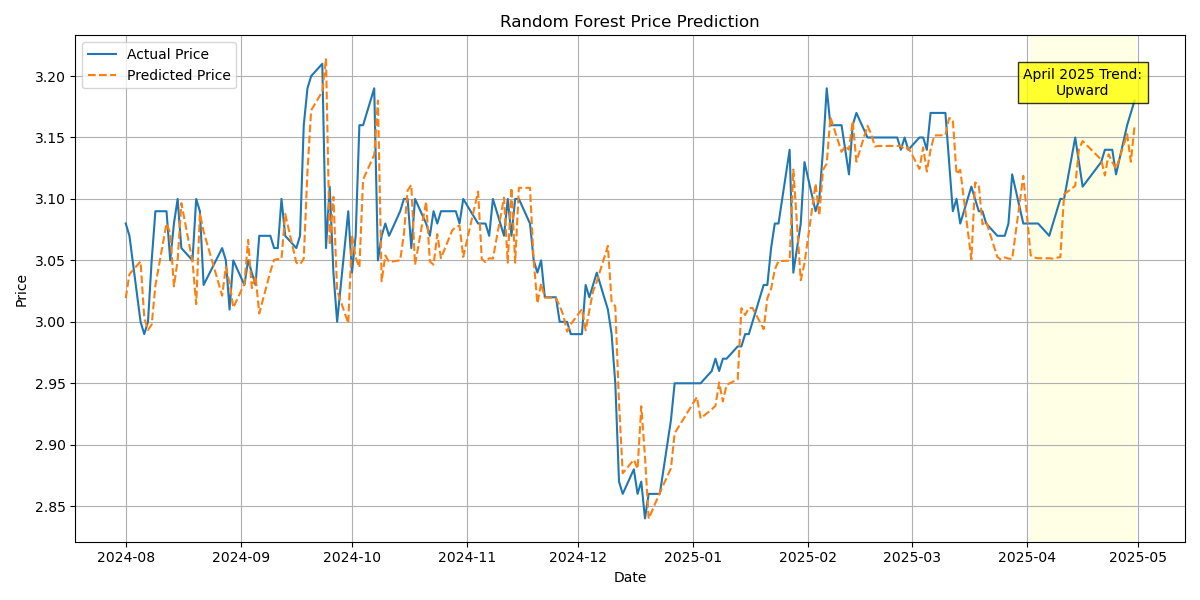 Random Forest Price Prediction
Actual Price
Predicted Price
April 2025 Trend:
Upward
Price
3.20
3.15
3.10
3.05
3.00
2.95
2.90
2.85
2024-08
2024-09
2024-10
2024-11
2024-12
2025-01
2025-02
2025-03
2025-04
2025-05
Date